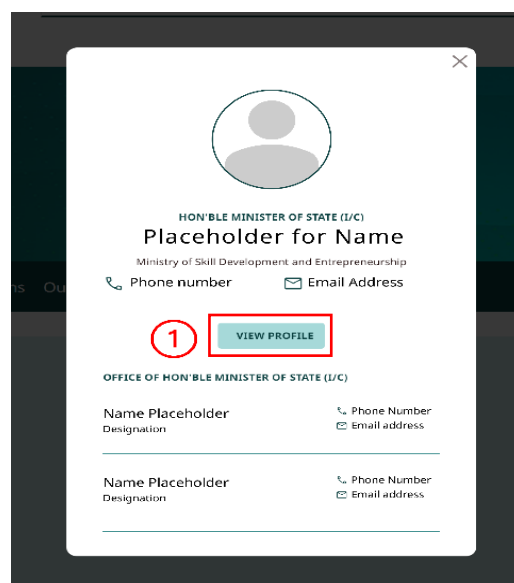 HON'BLE MINISTER OF STATE (I/C)
Placeholder for Name
Ministry of Skill Development and Entrepreneurship
Phone number Email Address
ns Ou
1 VIEW PROFILE
OFFICE OF HON'BLE MINISTER OF STATE (I/C)
Name Placeholder Phone Number
Designation Email address
Name Placeholder Phone Number
Designation Email address